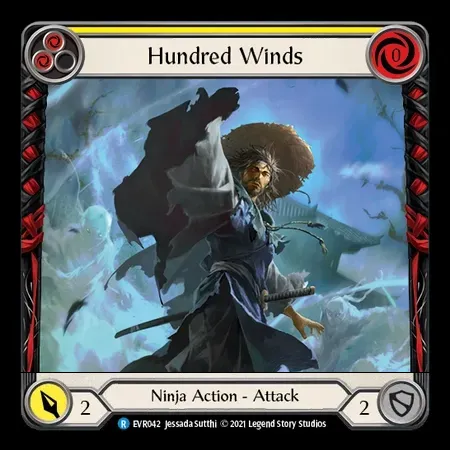 Hundred Winds
0
Ninja Action - Attack
2
2
R EVR042 Jessada Sutthi © 2021 Legend Story Studios